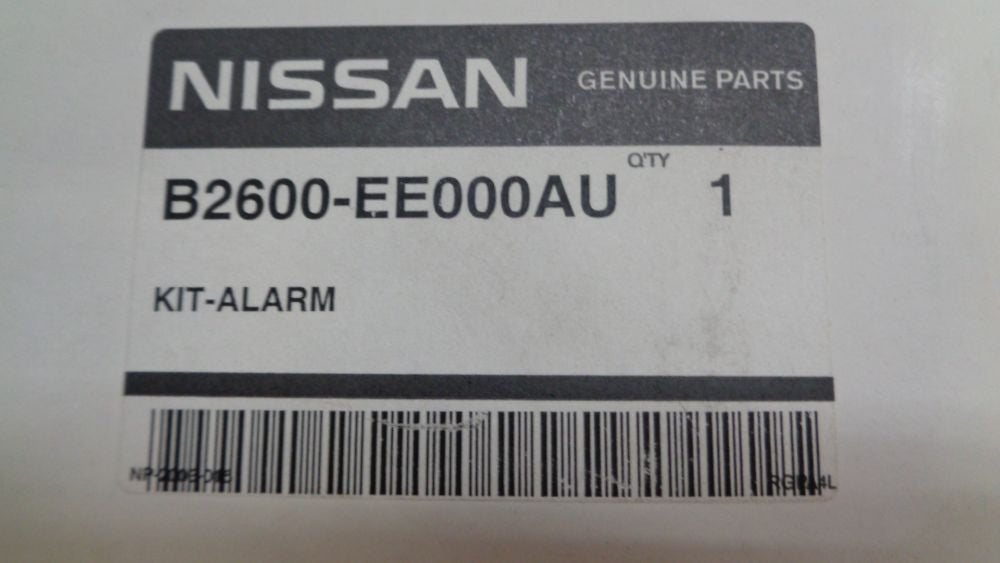 NISSAN GENUINE PARTS
Q'TY
B2600-EE000AU 1
KIT-ALARM